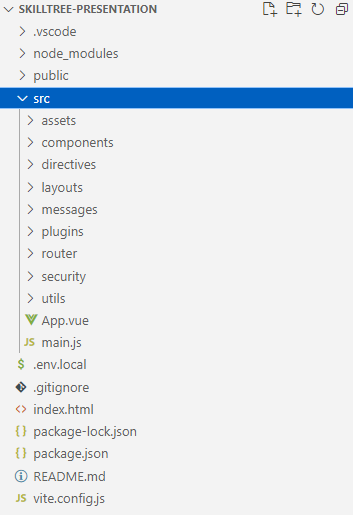 SKILLTREE-PRESENTATION
.vscode
node_modules
public
src
assets
components
directives
layouts
messages
plugins
router
security
utils
App.vue
JS main.js
$ .env.local
.gitignore
<> index.html
{ } package-lock.json
{ } package.json
README.md
JS vite.config.js